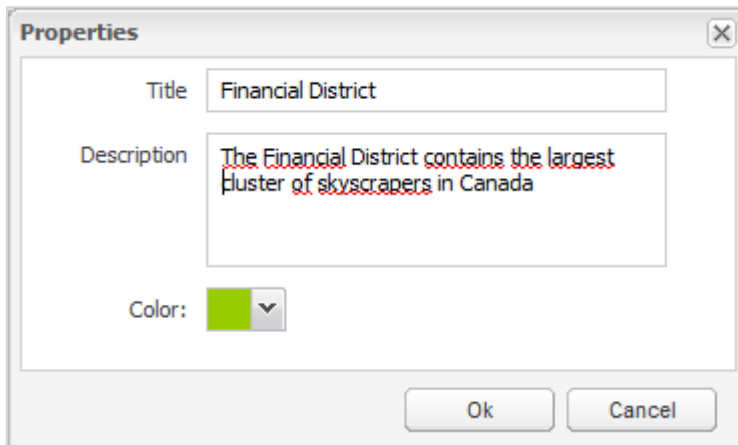 Properties
Title
Financial District
Description
The Financial District contains the largest
cluster of skyscrapers in Canada
Color:
Ok
Cancel